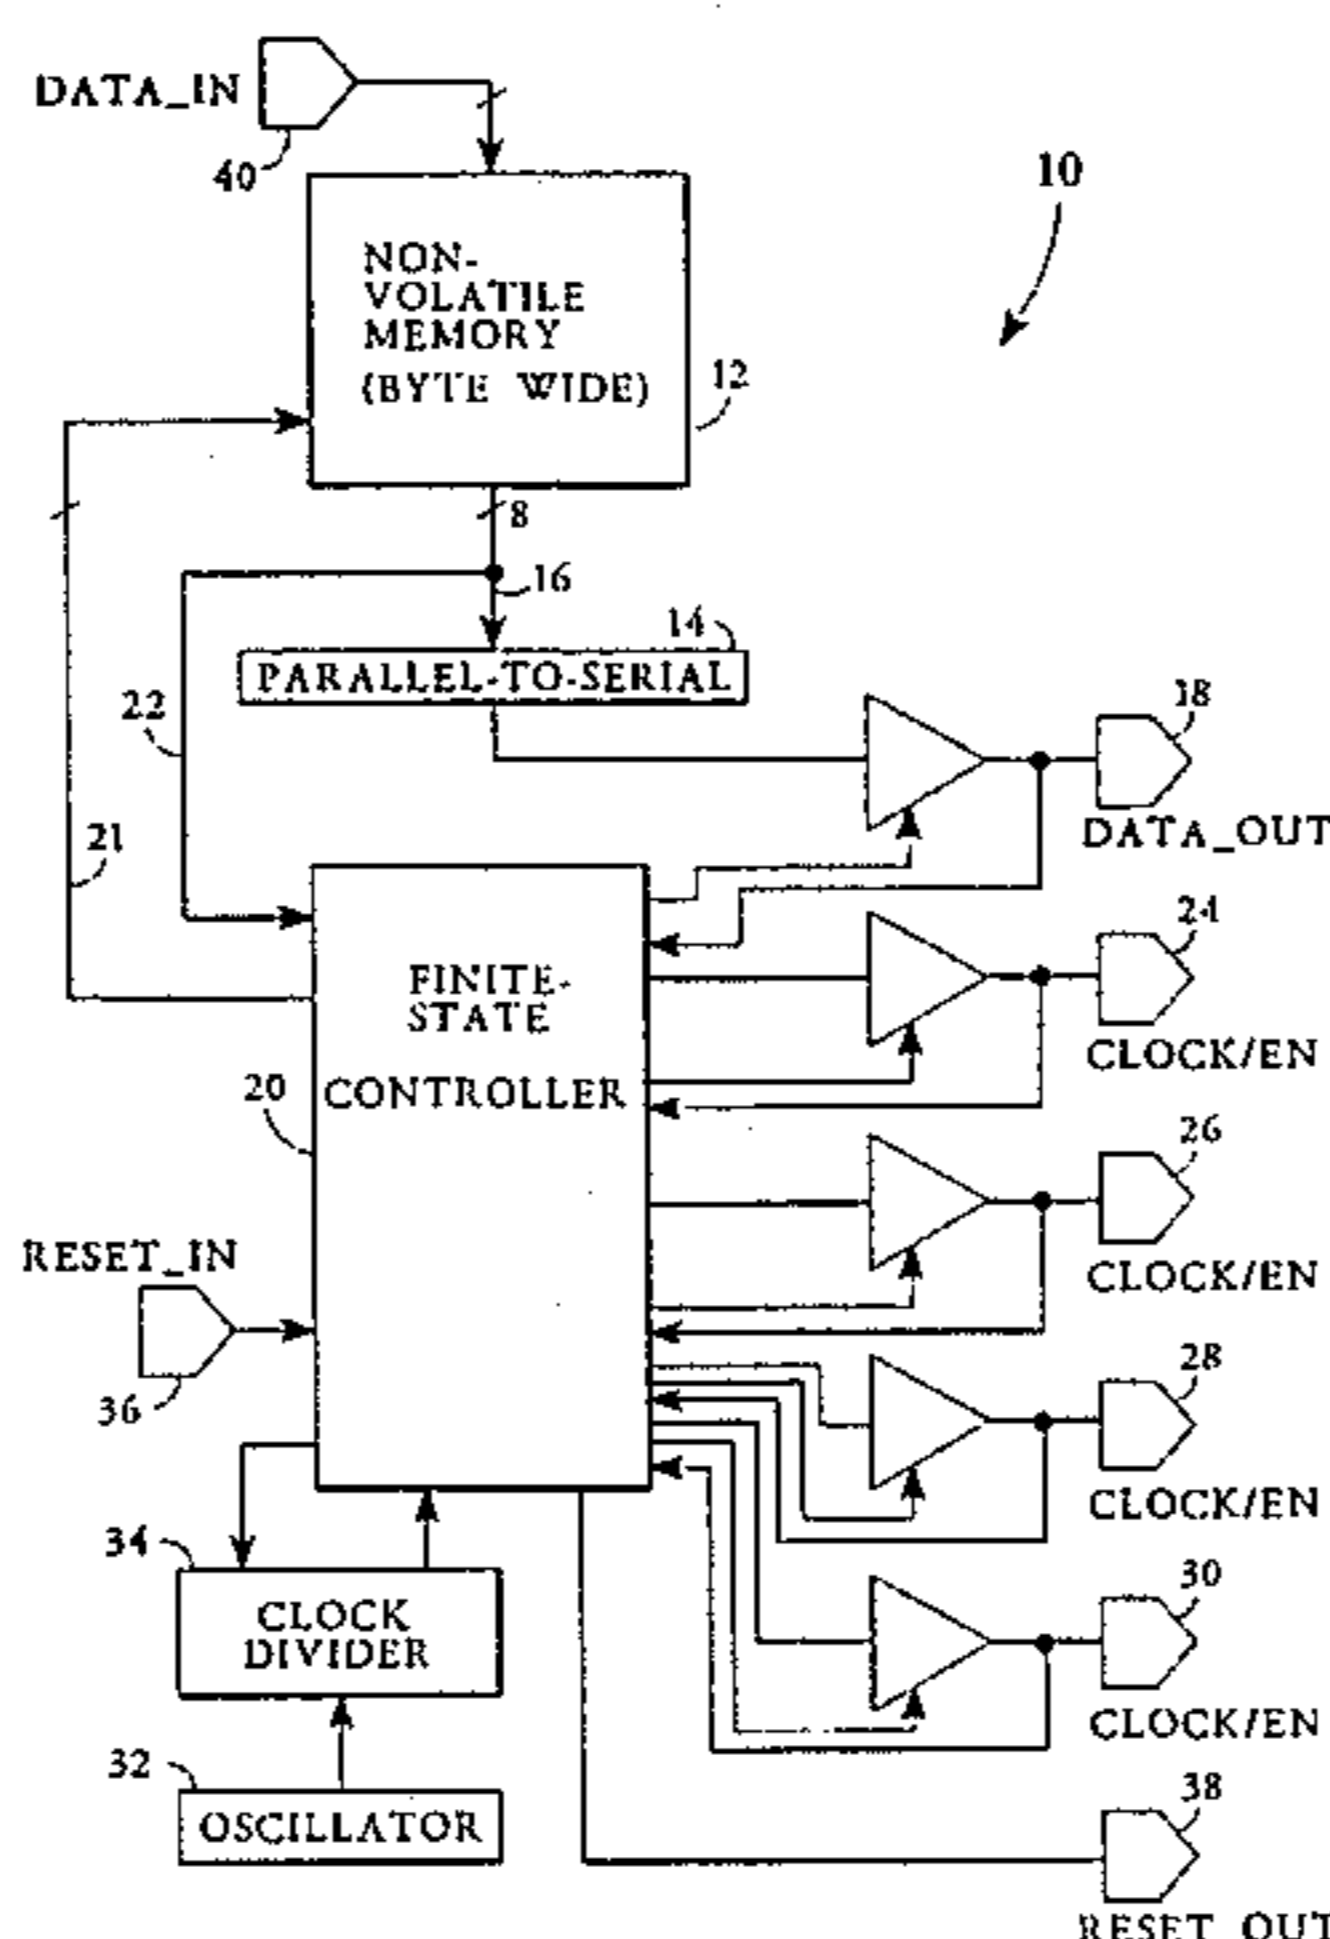 DATA_IN
40
10
NON-
VOLATILE
MEMORY
(BYTE WIDE)
12
8
16
14
PARALLEL-TO-SERIAL
22
18
DATA_OUT
21
24
CLOCK/EN
FINITE-
STATE
CONTROLLER
20
26
CLOCK/EN
RESET_IN
36
28
CLOCK/EN
34
CLOCK
DIVIDER
30
CLOCK/EN
32
OSCILLATOR
38
RESET_OUT